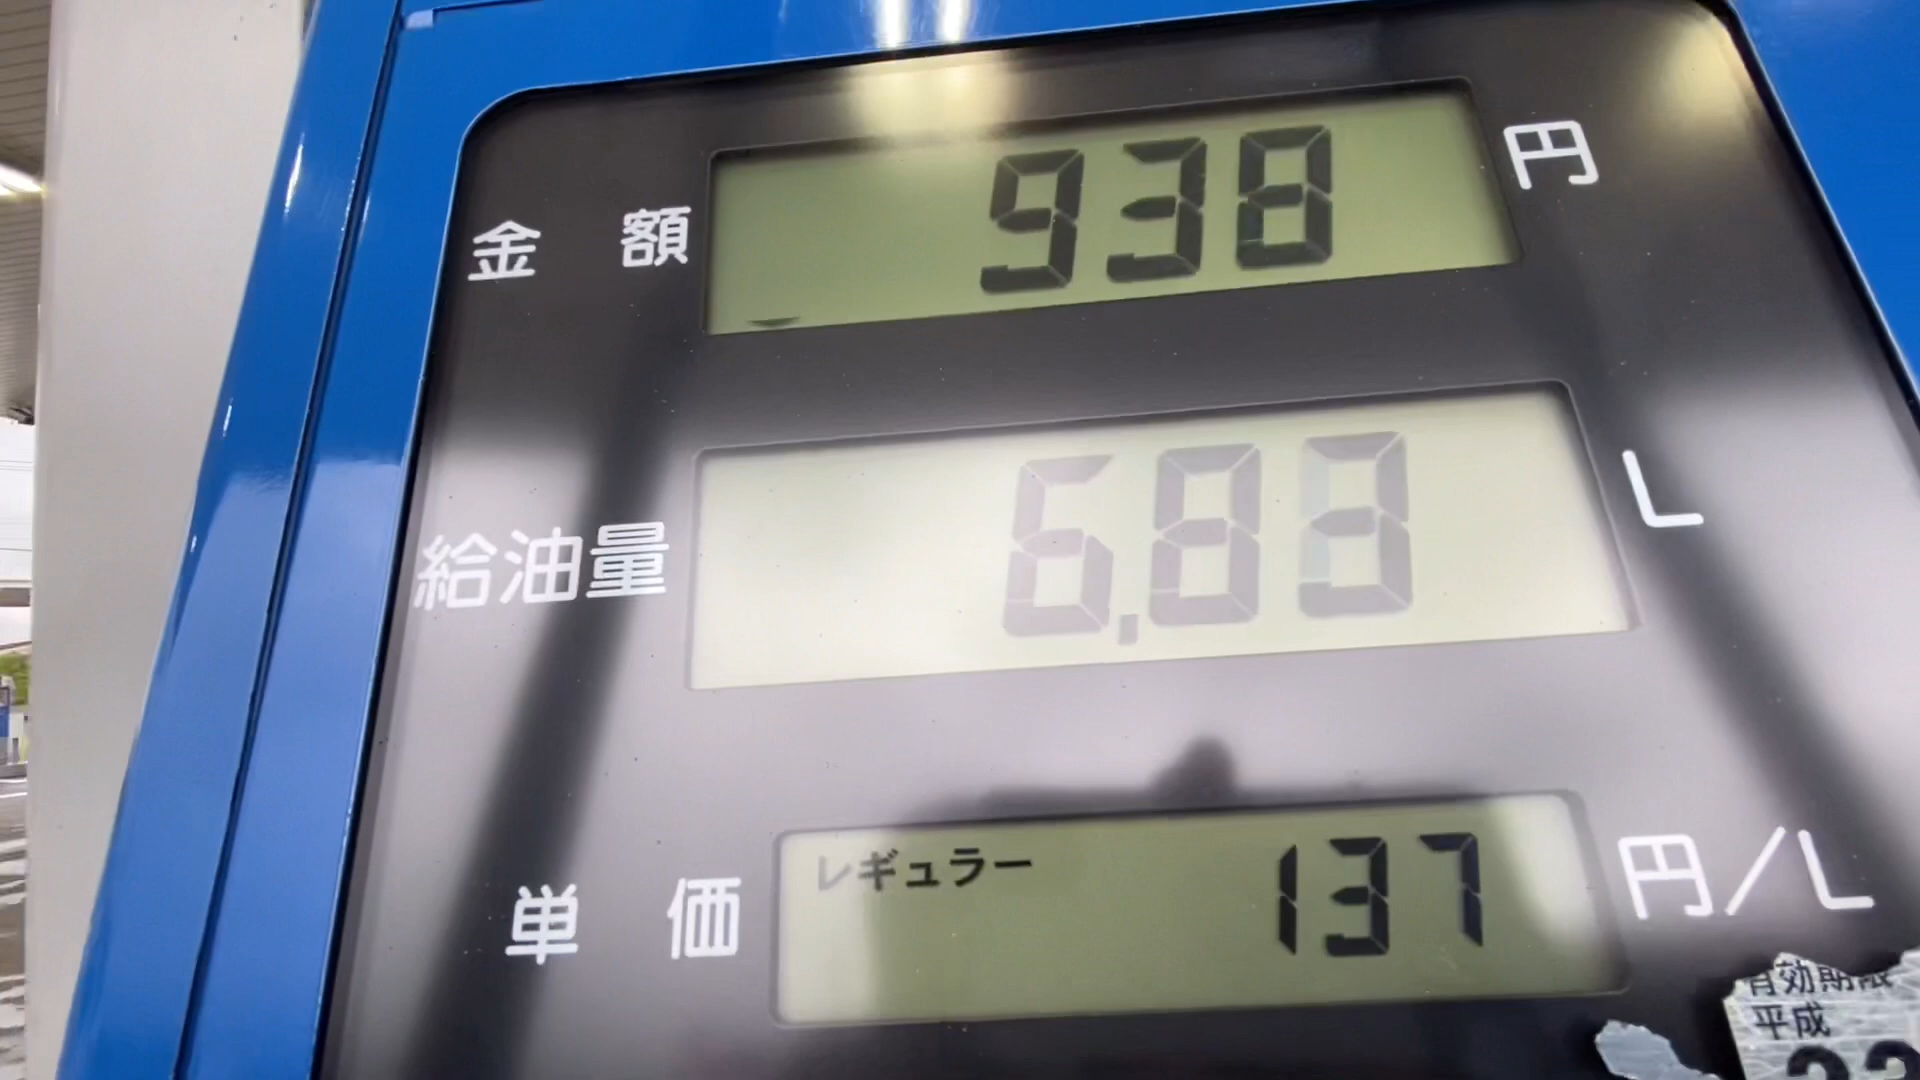 金 額 938 円
給油量 6.83 L
レギュラー
単 価 137 円/L
有効期限
平成